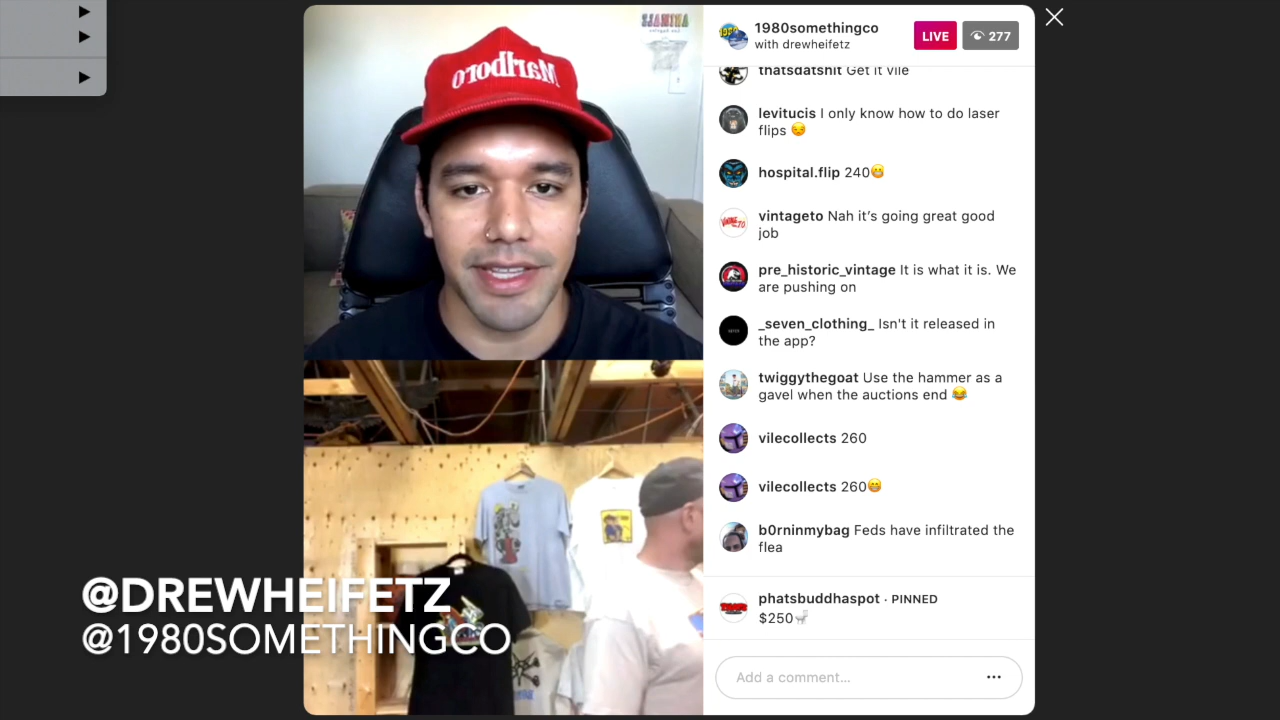 Marlboro
1980somethingco
with drewheifetz
LIVE
277
thatsdatshit Get it vile
levitucis I only know how to do laser
flips 😣
hospital.flip 240😁
vintageto Nah it’s going great good
job
pre_historic_vintage It is what it is. We
are pushing on
_seven_clothing_ Isn't it released in
the app?
twiggythegoat Use the hammer as a
gavel when the auctions end 😂
vilecollects 260
vilecollects 260😁
b0rninmybag Feds have infiltrated the
flea
phatsbuddhaspot · PINNED
$250🐐
Add a comment...
@DREWHEIFETZ
@1980SOMETHINGCO